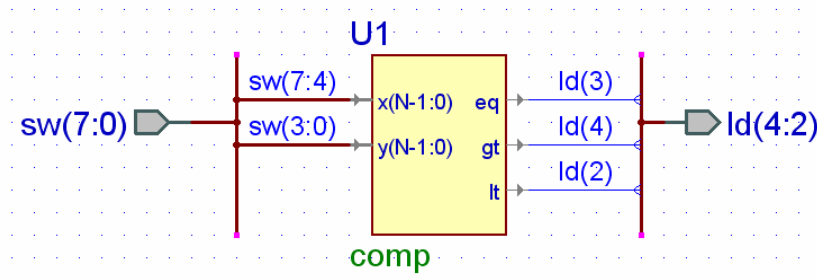 U1
sw(7:0)
sw(7:4)
sw(3:0)
x(N-1:0)
y(N-1:0)
eq
gt
lt
ld(3)
ld(4)
ld(2)
ld(4:2)
comp